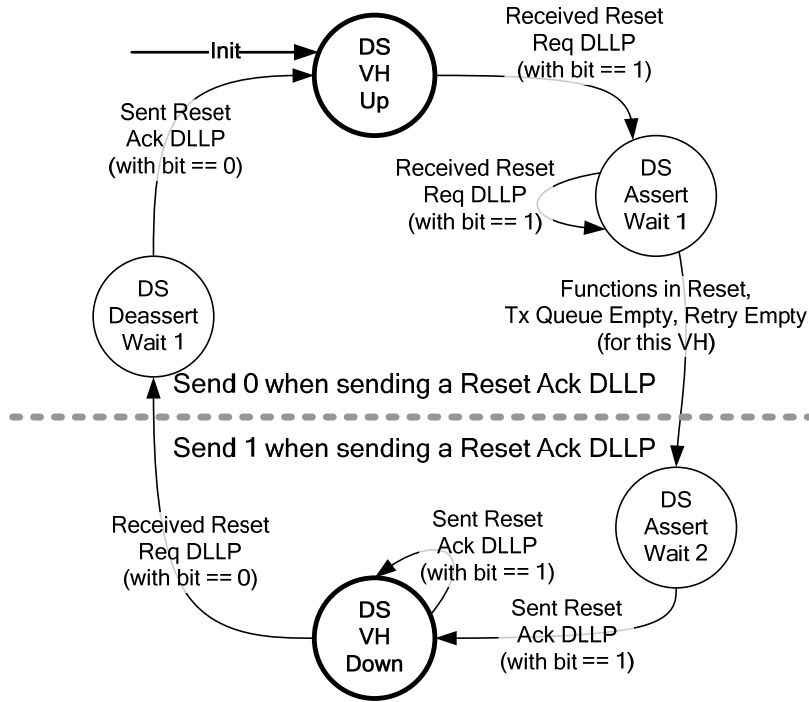 Init
DS
VH
Up
Received Reset
Req DLLP
(with bit == 1)
Sent Reset
Ack DLLP
(with bit == 0)
Received Reset
Req DLLP
(with bit == 1)
DS
Assert
Wait 1
DS
Deassert
Wait 1
Functions in Reset,
Tx Queue Empty, Retry Empty
(for this VH)
Send 0 when sending a Reset Ack DLLP
Send 1 when sending a Reset Ack DLLP
DS
Assert
Wait 2
Received Reset
Req DLLP
(with bit == 0)
Sent Reset
Ack DLLP
(with bit == 1)
DS
VH
Down
Sent Reset
Ack DLLP
(with bit == 1)